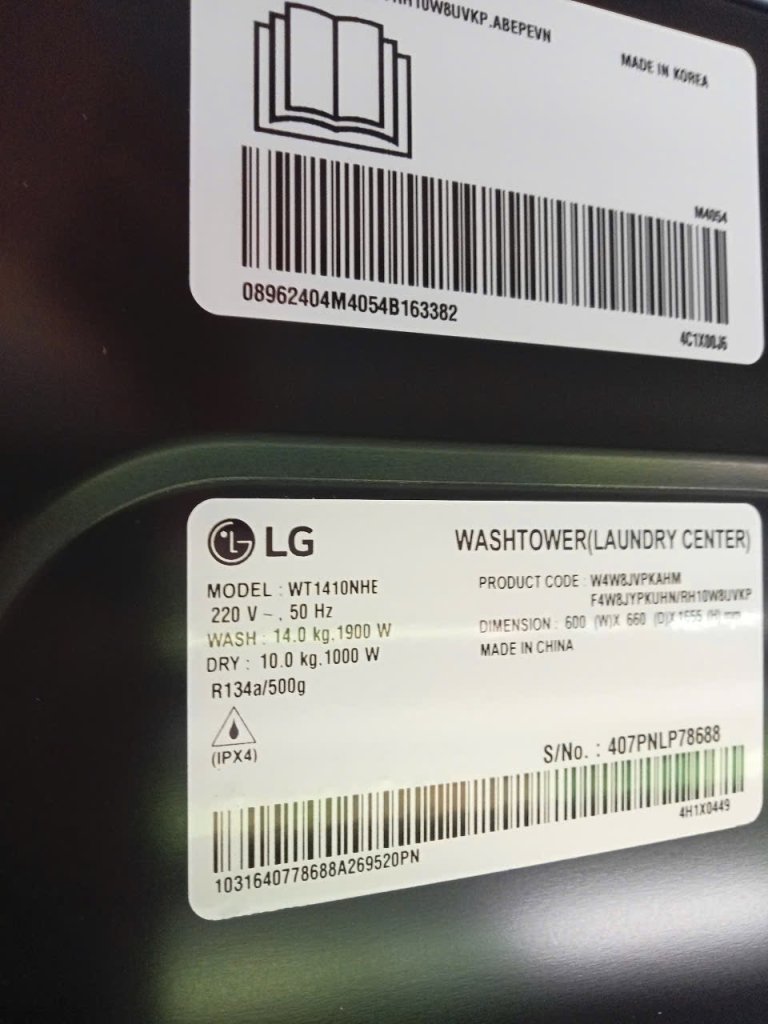 RH10W8UVKP.ABEPEVN
MADE IN KOREA
M4054
08962404M4054B163382
4C1X00J6
LG
WASHTOWER(LAUNDRY CENTER)
MODEL : WT1410NHE
220 V ~ , 50 Hz
WASH : 14.0 kg.1900 W
DRY : 10.0 kg.1000 W
R134a/500g
(IPX4)
PRODUCT CODE : W4W8JVPKAHM
F4W8JYPKUHN/RH10W8UVKP
DIMENSION : 600 (W)X 660 (D)X 1655 (H) mm
MADE IN CHINA
S/No. : 407PNLP78688
4H1X0449
1031640778688A269520PN